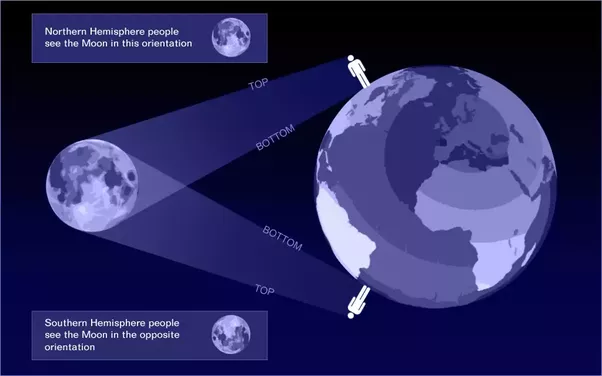 Northern Hemisphere people
see the Moon in this orientation
TOP
BOTTOM
BOTTOM
TOP
Southern Hemisphere people
see the Moon in the opposite
orientation